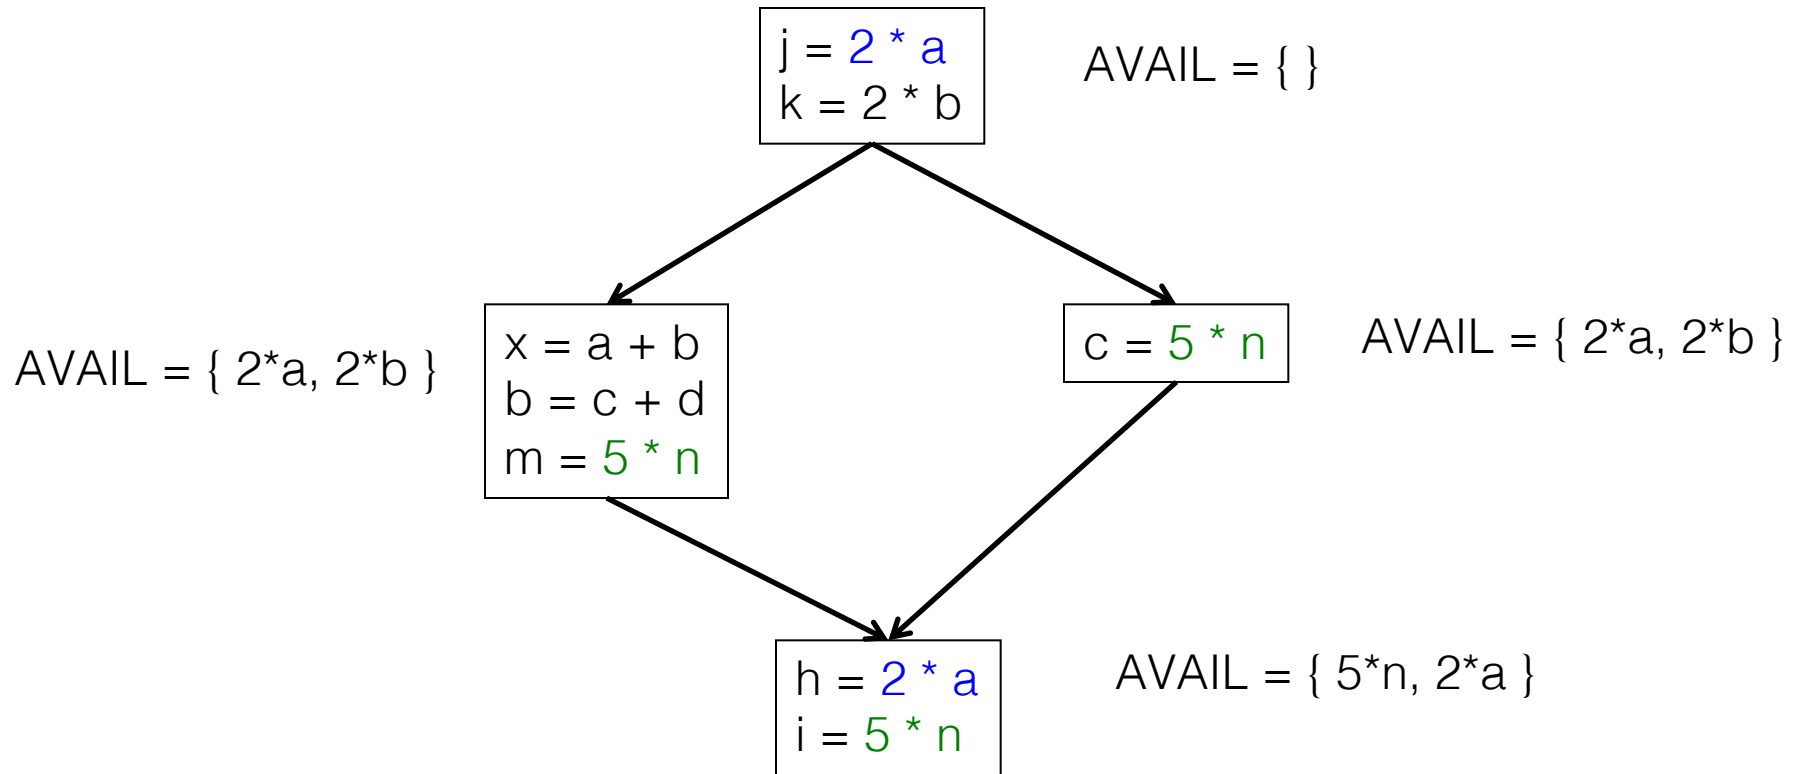 j = 2 * a
k = 2 * b
AVAIL = { }
AVAIL = { 2*a, 2*b }
x = a + b
b = c + d
m = 5 * n
c = 5 * n
AVAIL = { 2*a, 2*b }
h = 2 * a
i = 5 * n
AVAIL = { 5*n, 2*a }